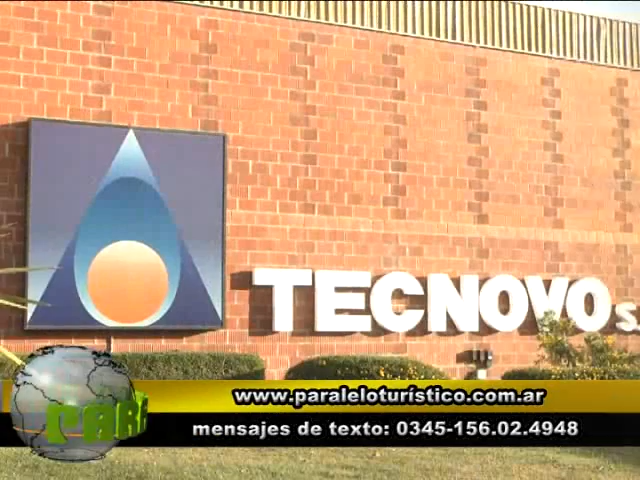 TECNOVO S
www.paraleloturístico.com.ar
mensajes de texto: 0345-156.02.4948